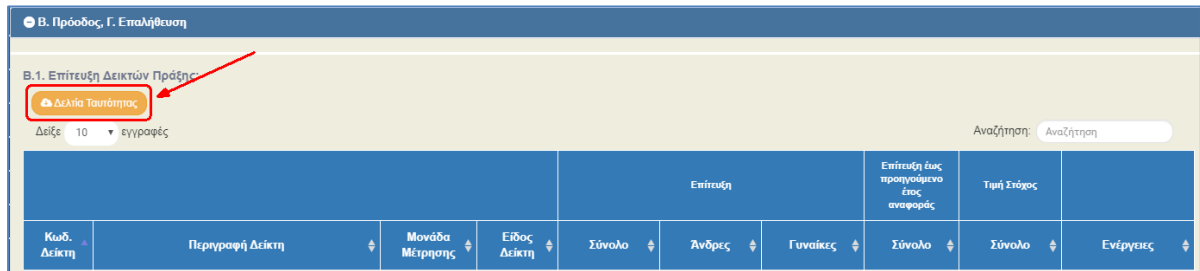 Β. Πρόοδος, Γ. Επαλήθευση
Β.1. Επίτευξη Δεικτών Πράξης:
Δελτία Ταυτότητας
Δείξε 10 εγγραφές
Αναζήτηση: Αναζήτηση
Επίτευξη
Επίτευξη έως
προηγούμενο
έτος
αναφοράς
Τιμή Στόχος
Κωδ.
Δείκτη
Περιγραφή Δείκτη
Μονάδα
Μέτρησης
Είδος
Δείκτη
Σύνολο
Άνδρες
Γυναίκες
Σύνολο
Σύνολο
Ενέργειες